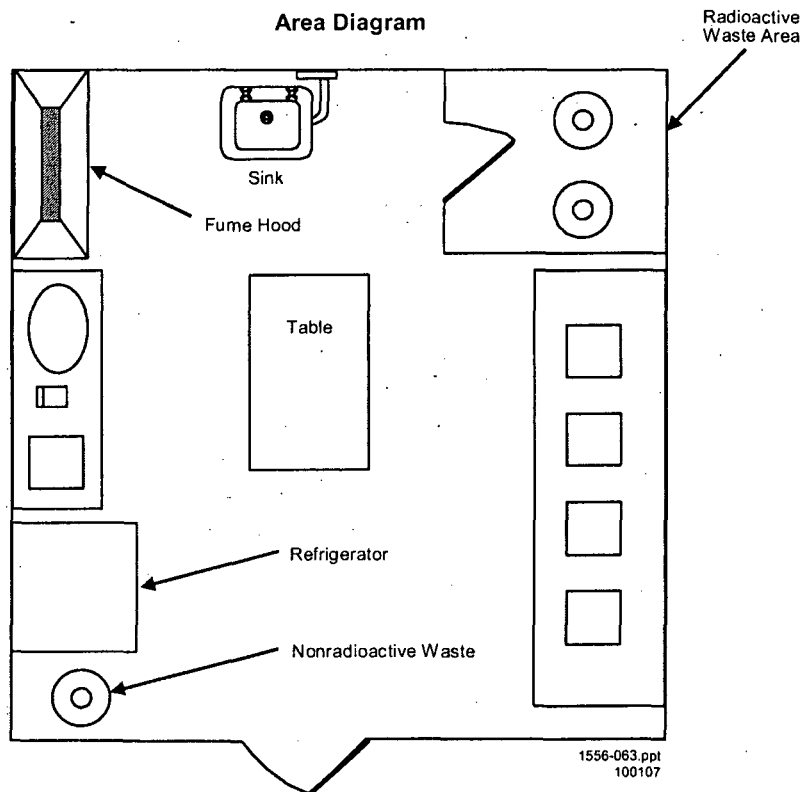 Area Diagram
Radioactive
Waste Area
Sink
Fume Hood
Table
Refrigerator
Nonradioactive Waste
1556-063.ppt
100107